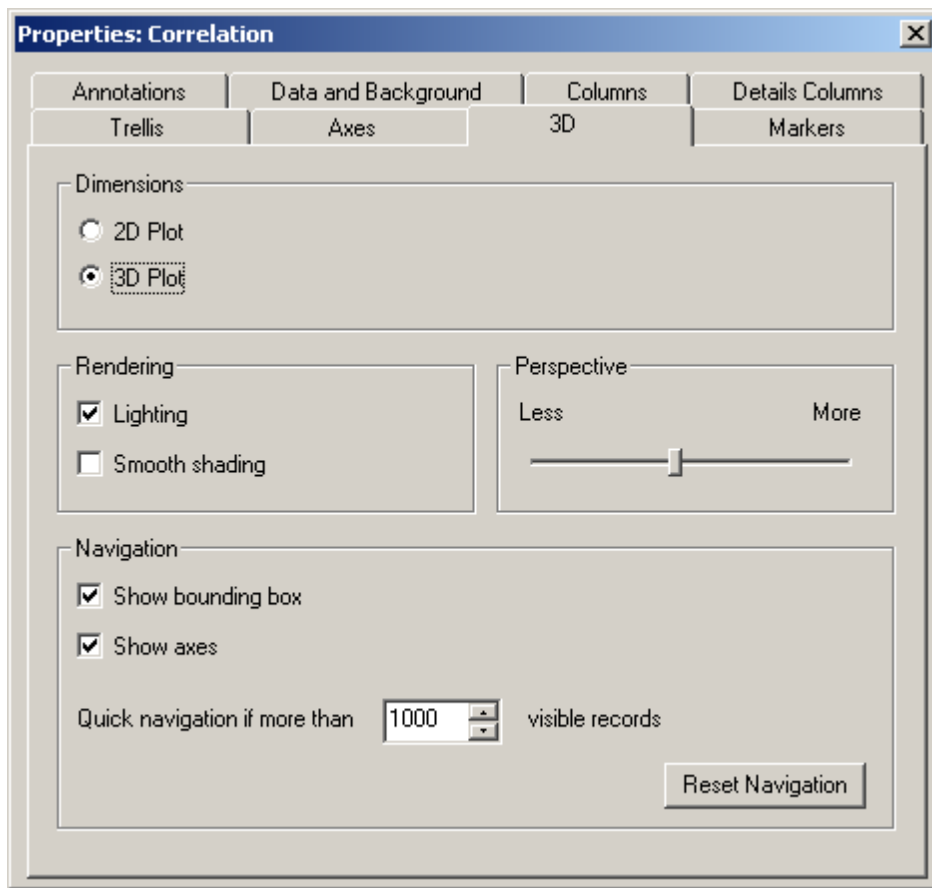 Properties: Correlation
Annotations Data and Background Columns Details Columns
Trellis Axes 3D Markers
Dimensions
2D Plot
3D Plot
Rendering
Lighting
Smooth shading
Perspective
Less More
Navigation
Show bounding box
Show axes
Quick navigation if more than 1000 visible records
Reset Navigation